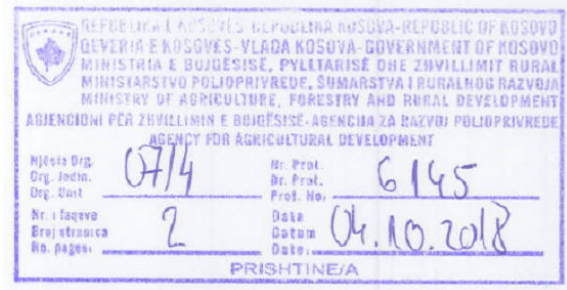 REPUBLIKA E KOSOVËS-REPUBLIKA KOSOVA-REPUBLIC OF KOSOVO
QEVERIA E KOSOVËS-VLADA KOSOVA-GOVERNMENT OF KOSOVO
MINISTRIA E BUJQËSISË, PYLLTARISË DHE ZHVILLIMIT RURAL
MINISTARSTVO POLJOPRIVREDE, ŠUMARSTVA I RURALNOG RAZVOJA
MINISTRY OF AGRICULTURE, FORESTRY AND RURAL DEVELOPMENT
AGJENCIONI PËR ZHVILLIMIN E BUJQËSISË-AGENCIJA ZA RAZVOJ POLJOPRIVREDE
AGENCY FOR AGRICULTURAL DEVELOPMENT
Njësia Org.
Org. Jedin.
Org. Unit
07/4
Nr. Prot.
Br. Prot.
Prot. No.
6145
Nr. i faqeve
Broj stranica
No. pages:
2
Data
Datum
Date:
04.10.2018
PRISHTINE/A